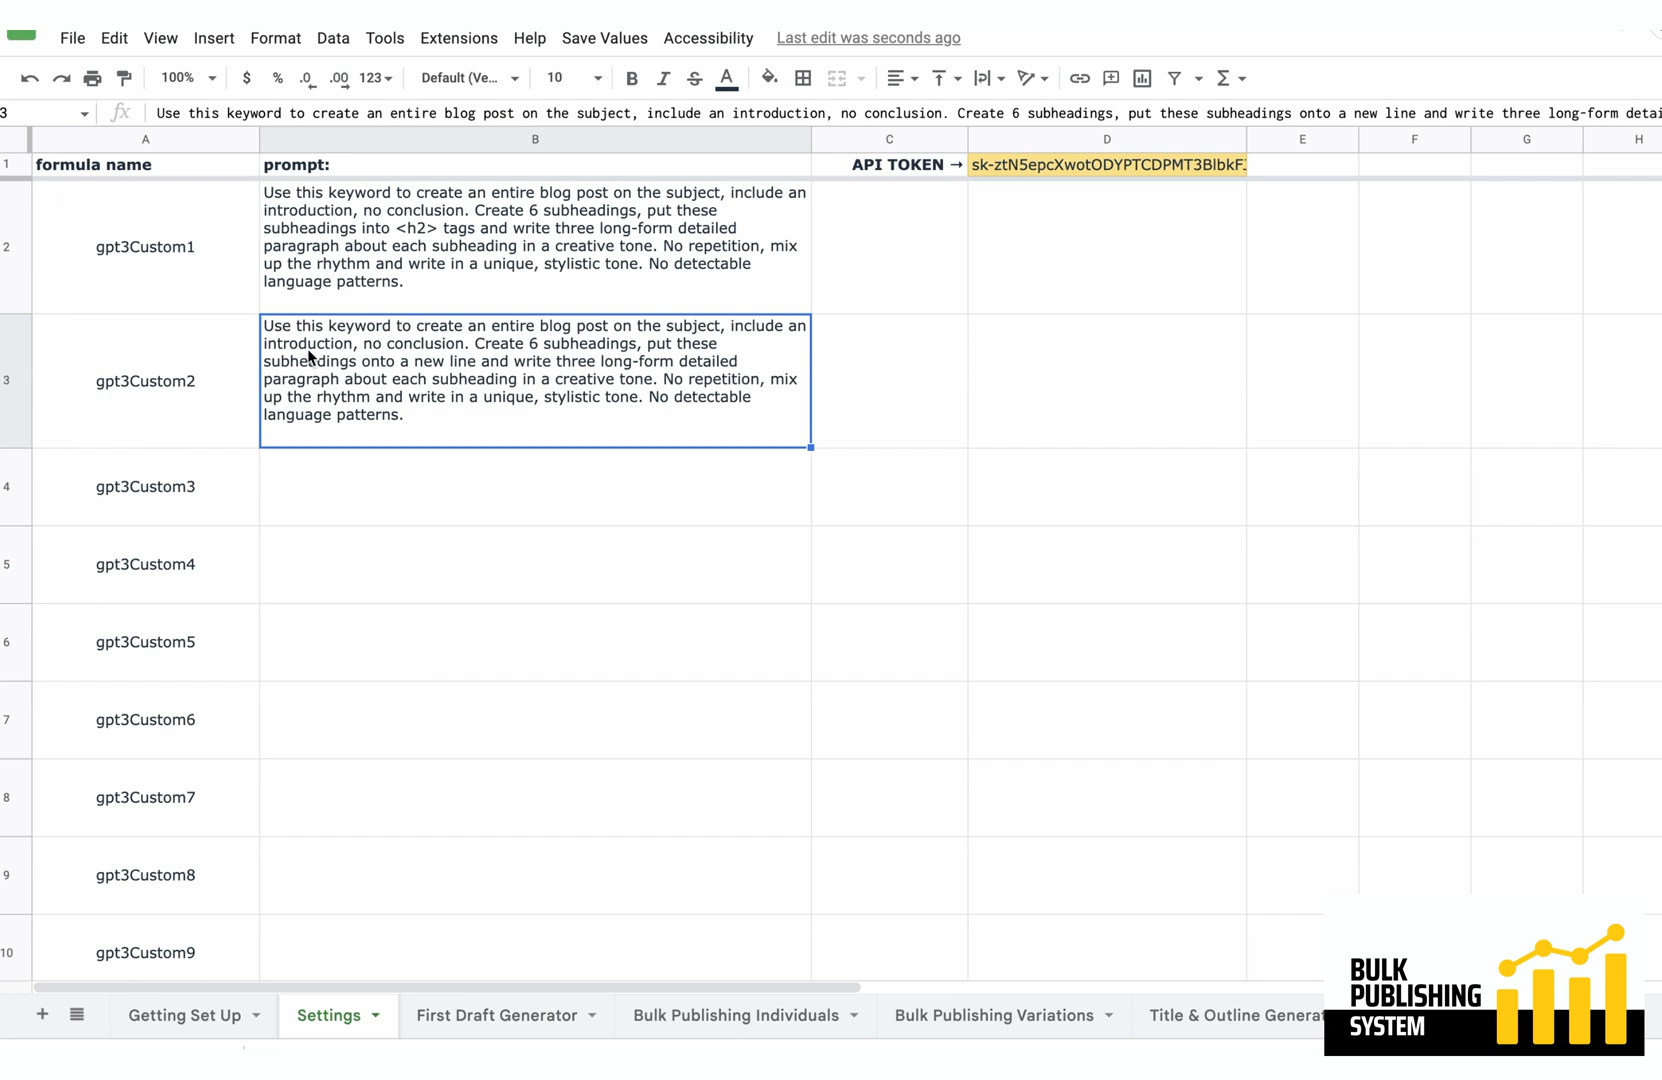 File Edit View Insert Format Data Tools Extensions Help Save Values Accessibility Last edit was seconds ago
100% $ % .0 .00 123 Default (Ve... 10 B I S A
3 fx Use this keyword to create an entire blog post on the subject, include an introduction, no conclusion. Create 6 subheadings, put these subheadings onto a new line and write three long-form detai
A B C D E F G H
1 formula name prompt: API TOKEN → sk-ztN5epcXwotODYPTCDPMT3BlbkFJ
Use this keyword to create an entire blog post on the subject, include an
introduction, no conclusion. Create 6 subheadings, put these
subheadings into <h2> tags and write three long-form detailed
2 gpt3Custom1 paragraph about each subheading in a creative tone. No repetition, mix
up the rhythm and write in a unique, stylistic tone. No detectable
language patterns.
Use this keyword to create an entire blog post on the subject, include an
introduction, no conclusion. Create 6 subheadings, put these
subheadings onto a new line and write three long-form detailed
3 gpt3Custom2 paragraph about each subheading in a creative tone. No repetition, mix
up the rhythm and write in a unique, stylistic tone. No detectable
language patterns.
4 gpt3Custom3
5 gpt3Custom4
6 gpt3Custom5
7 gpt3Custom6
8 gpt3Custom7
9 gpt3Custom8
10 gpt3Custom9
+ Getting Set Up Settings First Draft Generator Bulk Publishing Individuals Bulk Publishing Variations Title & Outline Generat
BULK
PUBLISHING
SYSTEM